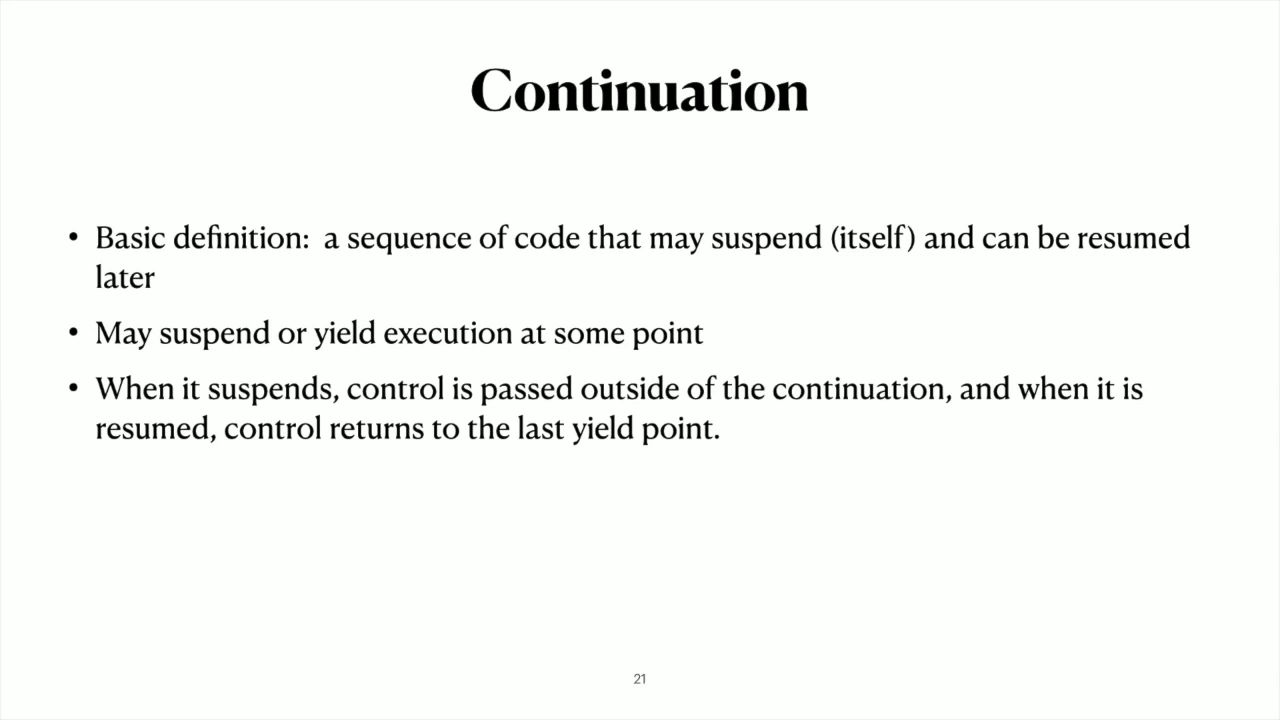 Continuation
• Basic definition:  a sequence of code that may suspend (itself) and can be resumed
later
• May suspend or yield execution at some point
• When it suspends, control is passed outside of the continuation, and when it is
resumed, control returns to the last yield point.
21